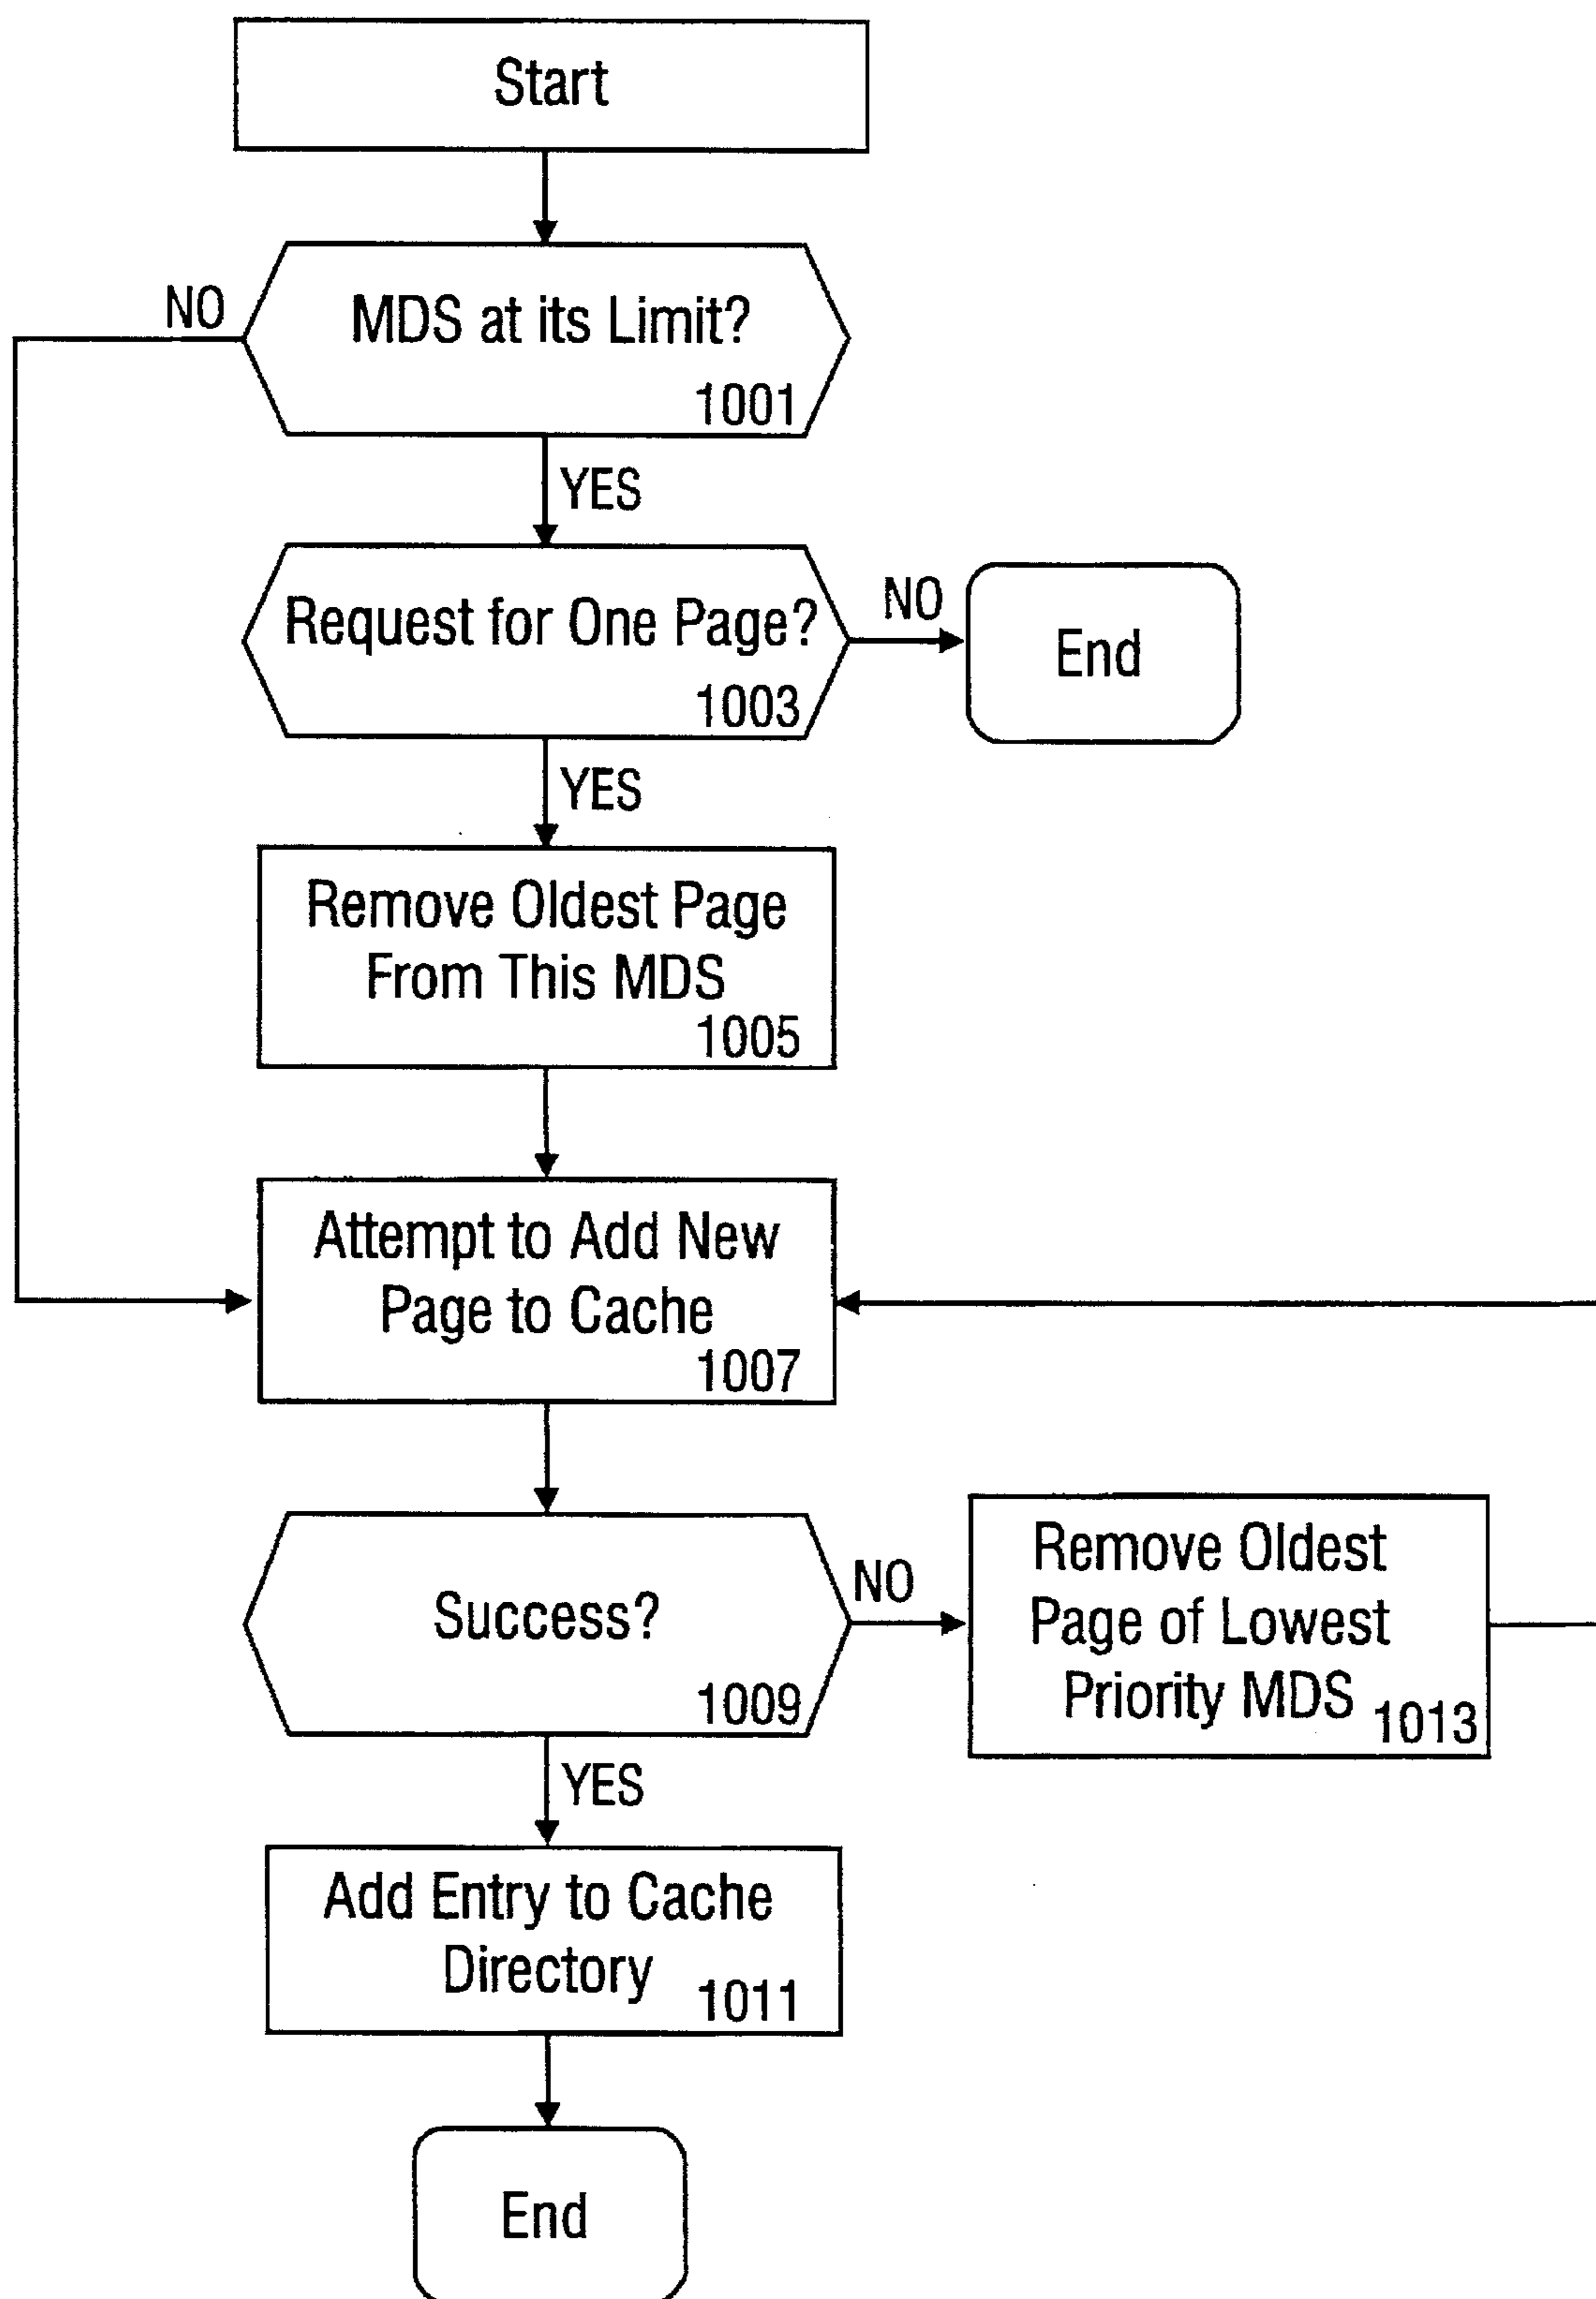 Start
NO
MDS at its Limit?
1001
YES
Request for One Page?
1003
NO
End
YES
Remove Oldest Page
From This MDS
1005
Attempt to Add New
Page to Cache
1007
Success?
1009
NO
Remove Oldest
Page of Lowest
Priority MDS
1013
YES
Add Entry to Cache
Directory
1011
End